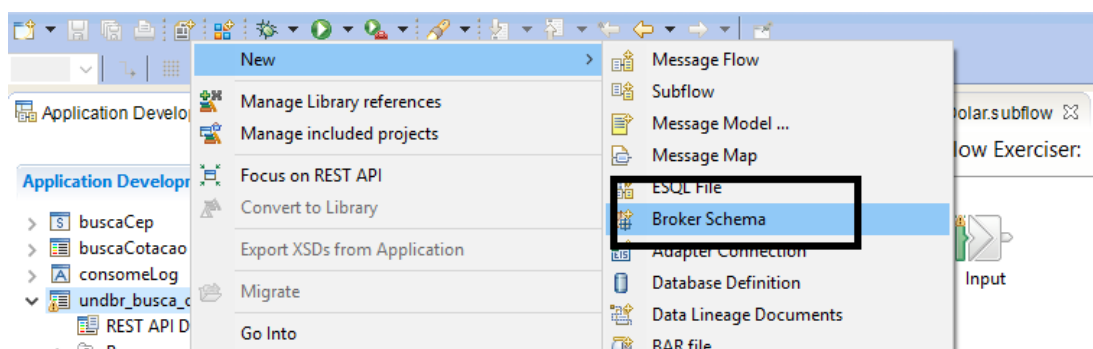 New
Message Flow
Subflow
Manage Library references
Message Model ...
Manage included projects
Application Develo
olar.subflow
Message Map
low Exerciser:
Focus on REST API
Application Developr
ESQL File
Convert to Library
Broker Schema
buscaCep
buscaCotacao
Export XSDs from Application
Adapter Connection
consomeLog
Input
Migrate
Database Definition
undbr_busca_c
Data Lineage Documents
REST API D
Go Into
BAR file